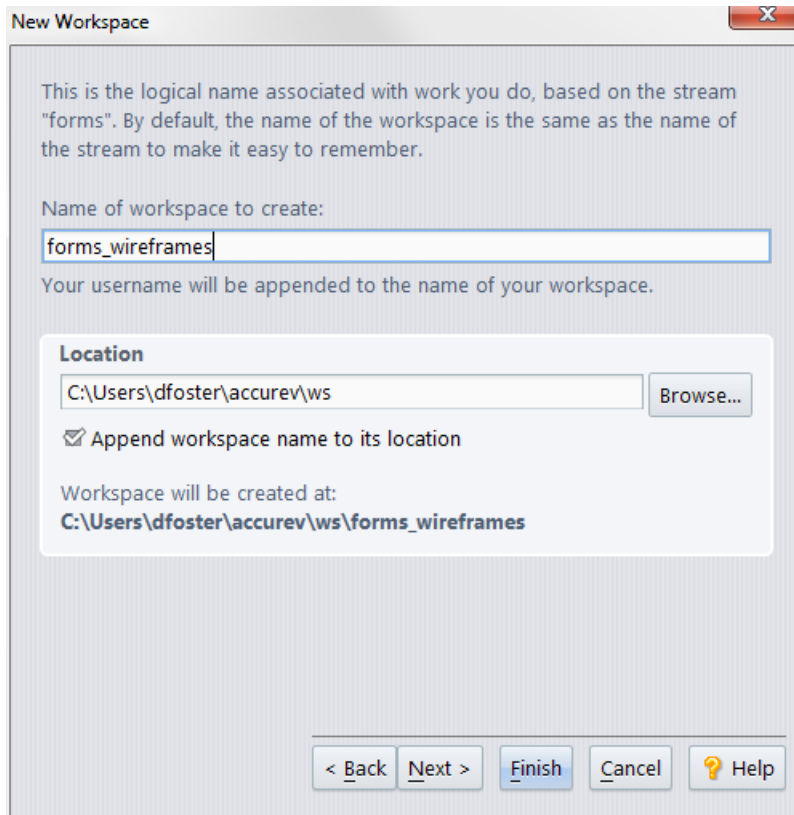 New Workspace
This is the logical name associated with work you do, based on the stream
"forms". By default, the name of the workspace is the same as the name of
the stream to make it easy to remember.
Name of workspace to create:
forms_wireframes
Your username will be appended to the name of your workspace.
Location
C:\Users\dfoster\accurev\ws
Browse...
Append workspace name to its location
Workspace will be created at:
C:\Users\dfoster\accurev\ws\forms_wireframes
< Back Next > Finish Cancel Help